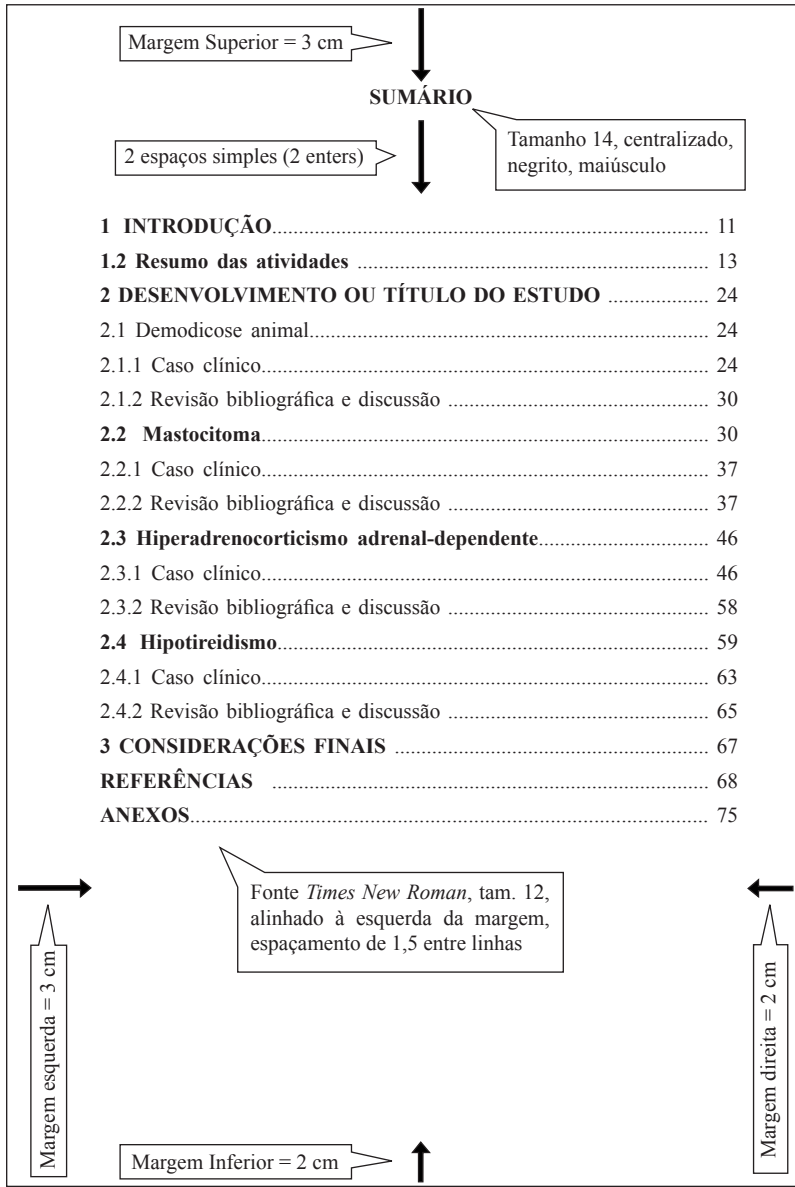 Margem Superior = 3 cm
SUMÁRIO
Tamanho 14, centralizado,
negrito, maiúsculo
2 espaços simples (2 enters)
1 INTRODUÇÃO................................................ 11
1.2 Resumo das atividades ................................................ 13
2 DESENVOLVIMENTO OU TÍTULO DO ESTUDO .................... 24
2.1 Demodicose animal................................................ 24
2.1.1 Caso clínico................................................ 24
2.1.2 Revisão bibliográfica e discussão ................................ 30
2.2 Mastocitoma................................................ 30
2.2.1 Caso clínico................................................ 37
2.2.2 Revisão bibliográfica e discussão ................................ 37
2.3 Hiperadrenocorticismo adrenal-dependente................................ 46
2.3.1 Caso clínico................................................ 46
2.3.2 Revisão bibliográfica e discussão ................................ 58
2.4 Hipotireidismo................................................ 59
2.4.1 Caso clínico................................................ 63
2.4.2 Revisão bibliográfica e discussão ................................ 65
3 CONSIDERAÇÕES FINAIS ................................................ 67
REFERÊNCIAS ................................................ 68
ANEXOS................................................ 75
Fonte Times New Roman, tam. 12,
alinhado à esquerda da margem,
espaçamento de 1,5 entre linhas
Margem esquerda = 3 cm
Margem direita = 2 cm
Margem Inferior = 2 cm